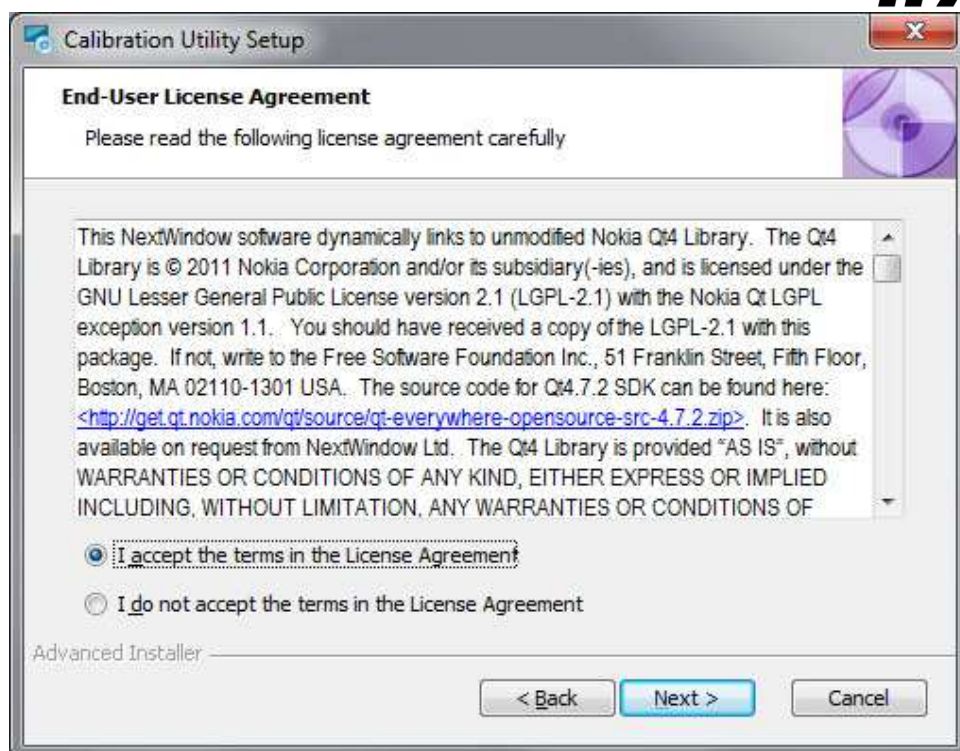 Calibration Utility Setup
End-User License Agreement
Please read the following license agreement carefully
This NextWindow software dynamically links to unmodified Nokia Qt4 Library.  The Qt4
Library is © 2011 Nokia Corporation and/or its subsidiary(-ies), and is licensed under the
GNU Lesser General Public License version 2.1 (LGPL-2.1) with the Nokia Qt LGPL
exception version 1.1.   You should have received a copy of the LGPL-2.1 with this
package.  If not, write to the Free Software Foundation Inc., 51 Franklin Street, Fifth Floor,
Boston, MA 02110-1301 USA.  The source code for Qt4.7.2 SDK can be found here:
<http://get.qt.nokia.com/qt/source/qt-everywhere-opensource-src-4.7.2.zip>.  It is also
available on request from NextWindow Ltd.  The Qt4 Library is provided "AS IS", without
WARRANTIES OR CONDITIONS OF ANY KIND, EITHER EXPRESS OR IMPLIED
INCLUDING, WITHOUT LIMITATION, ANY WARRANTIES OR CONDITIONS OF
I accept the terms in the License Agreement
I do not accept the terms in the License Agreement
Advanced Installer
< Back
Next >
Cancel